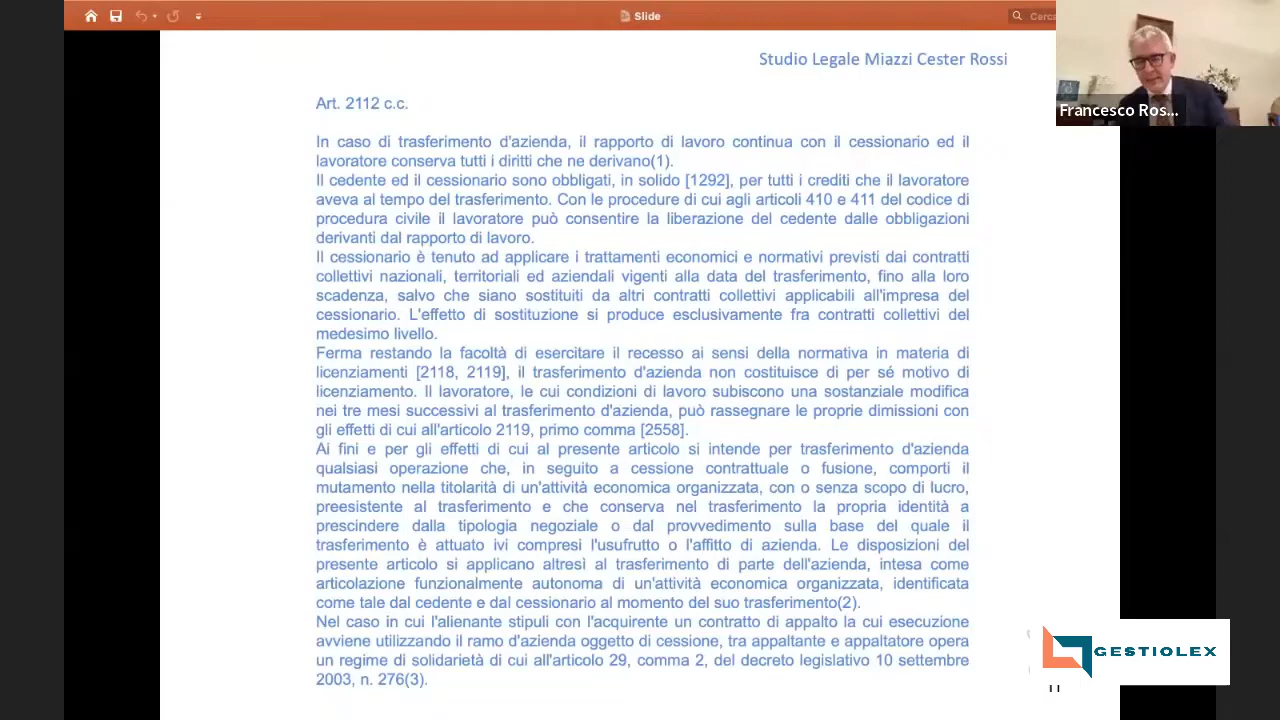 Slide
Cerca
Studio Legale Miazzi Cester Rossi
Francesco Ros...
Art. 2112 c.c.
In caso di trasferimento d'azienda, il rapporto di lavoro continua con il cessionario ed il
lavoratore conserva tutti i diritti che ne derivano(1).
Il cedente ed il cessionario sono obbligati, in solido [1292], per tutti i crediti che il lavoratore
aveva al tempo del trasferimento. Con le procedure di cui agli articoli 410 e 411 del codice di
procedura civile il lavoratore può consentire la liberazione del cedente dalle obbligazioni
derivanti dal rapporto di lavoro.
Il cessionario è tenuto ad applicare i trattamenti economici e normativi previsti dai contratti
collettivi nazionali, territoriali ed aziendali vigenti alla data del trasferimento, fino alla loro
scadenza, salvo che siano sostituiti da altri contratti collettivi applicabili all'impresa del
cessionario. L'effetto di sostituzione si produce esclusivamente fra contratti collettivi del
medesimo livello.
Ferma restando la facoltà di esercitare il recesso ai sensi della normativa in materia di
licenziamenti [2118, 2119], il trasferimento d'azienda non costituisce di per sé motivo di
licenziamento. Il lavoratore, le cui condizioni di lavoro subiscono una sostanziale modifica
nei tre mesi successivi al trasferimento d'azienda, può rassegnare le proprie dimissioni con
gli effetti di cui all'articolo 2119, primo comma [2558].
Ai fini e per gli effetti di cui al presente articolo si intende per trasferimento d'azienda
qualsiasi operazione che, in seguito a cessione contrattuale o fusione, comporti il
mutamento nella titolarità di un'attività economica organizzata, con o senza scopo di lucro,
preesistente al trasferimento e che conserva nel trasferimento la propria identità a
prescindere dalla tipologia negoziale o dal provvedimento sulla base del quale il
trasferimento è attuato ivi compresi l'usufrutto o l'affitto di azienda. Le disposizioni del
presente articolo si applicano altresì al trasferimento di parte dell'azienda, intesa come
articolazione funzionalmente autonoma di un'attività economica organizzata, identificata
come tale dal cedente e dal cessionario al momento del suo trasferimento(2).
Nel caso in cui l'alienante stipuli con l'acquirente un contratto di appalto la cui esecuzione
avviene utilizzando il ramo d'azienda oggetto di cessione, tra appaltante e appaltatore opera
un regime di solidarietà di cui all'articolo 29, comma 2, del decreto legislativo 10 settembre
2003, n. 276(3).
GESTIOLEX